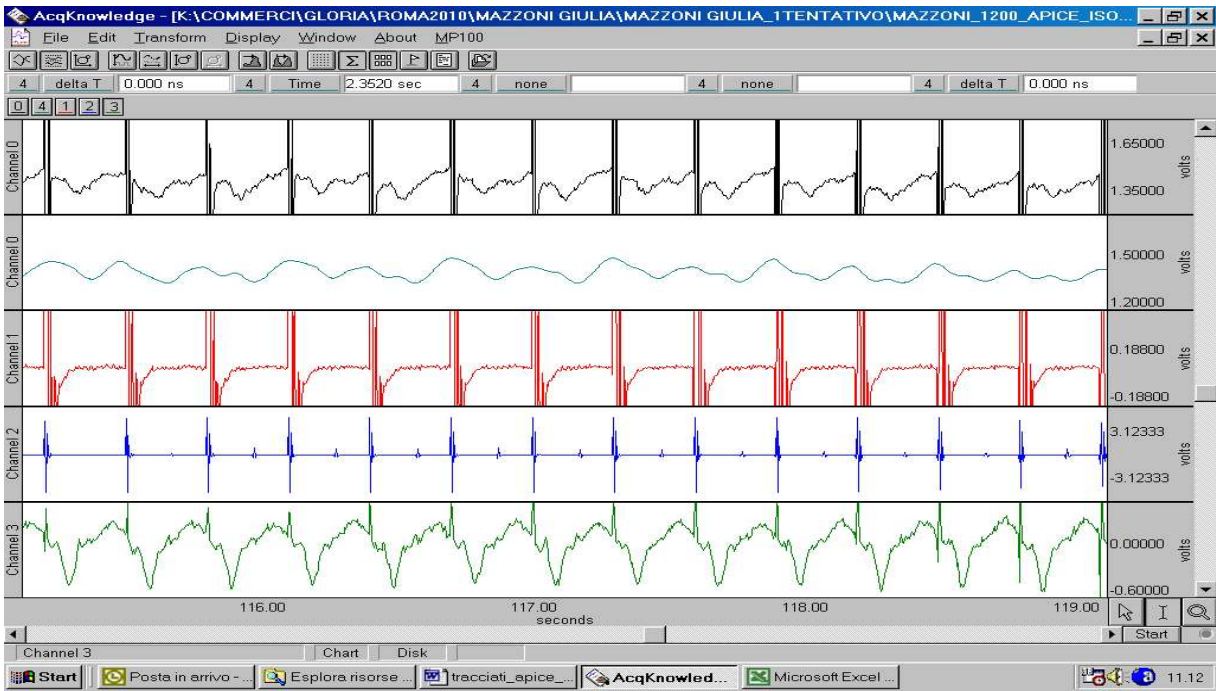 AcqKnowledge - [K:\COMMERCI\GLORIA\ROMA2010\MAZZONI GIULIA\MAZZONI GIULIA_1TENTATIVO\MAZZONI_1200_APICE_ISO...
File Edit Transform Display Window About MP100
4 delta T 0.000 ns 4 Time 2.3520 sec 4 none 4 none 4 delta T 0.000 ns
0 4 1 2 3
Channel 0 1.65000 volts
1.35000
Channel 0 1.50000 volts
1.20000
Channel 1 0.18800 volts
-0.18800
Channel 2 3.12333 volts
-3.12333
Channel 3 0.00000 volts
-0.60000
116.00 117.00 118.00 119.00
seconds
Start
Channel 3 Chart Disk
Start Posta in arrivo -... Esplora risorse ... tracciati_apice_... AcqKnowled... Microsoft Excel ... 11.12